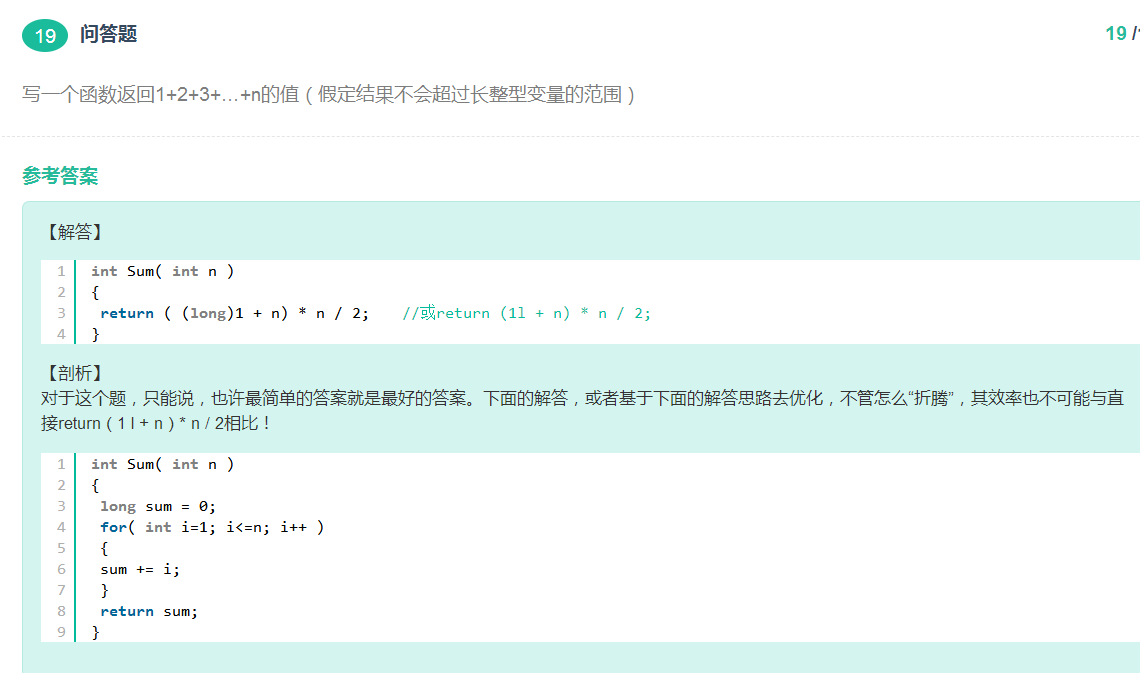 19 问答题 19 /
写一个函数返回1+2+3+…+n的值（假定结果不会超过长整型变量的范围）
参考答案
【解答】
1 int Sum( int n )
2 {
3 return ( (long)1 + n) * n / 2; //或return (1l + n) * n / 2;
4 }
【剖析】
对于这个题，只能说，也许最简单的答案就是最好的答案。下面的解答，或者基于下面的解答思路去优化，不管怎么“折腾”，其效率也不可能与直
接return ( 1 l + n ) * n / 2相比！
1 int Sum( int n )
2 {
3 long sum = 0;
4 for( int i=1; i<=n; i++ )
5 {
6 sum += i;
7 }
8 return sum;
9 }